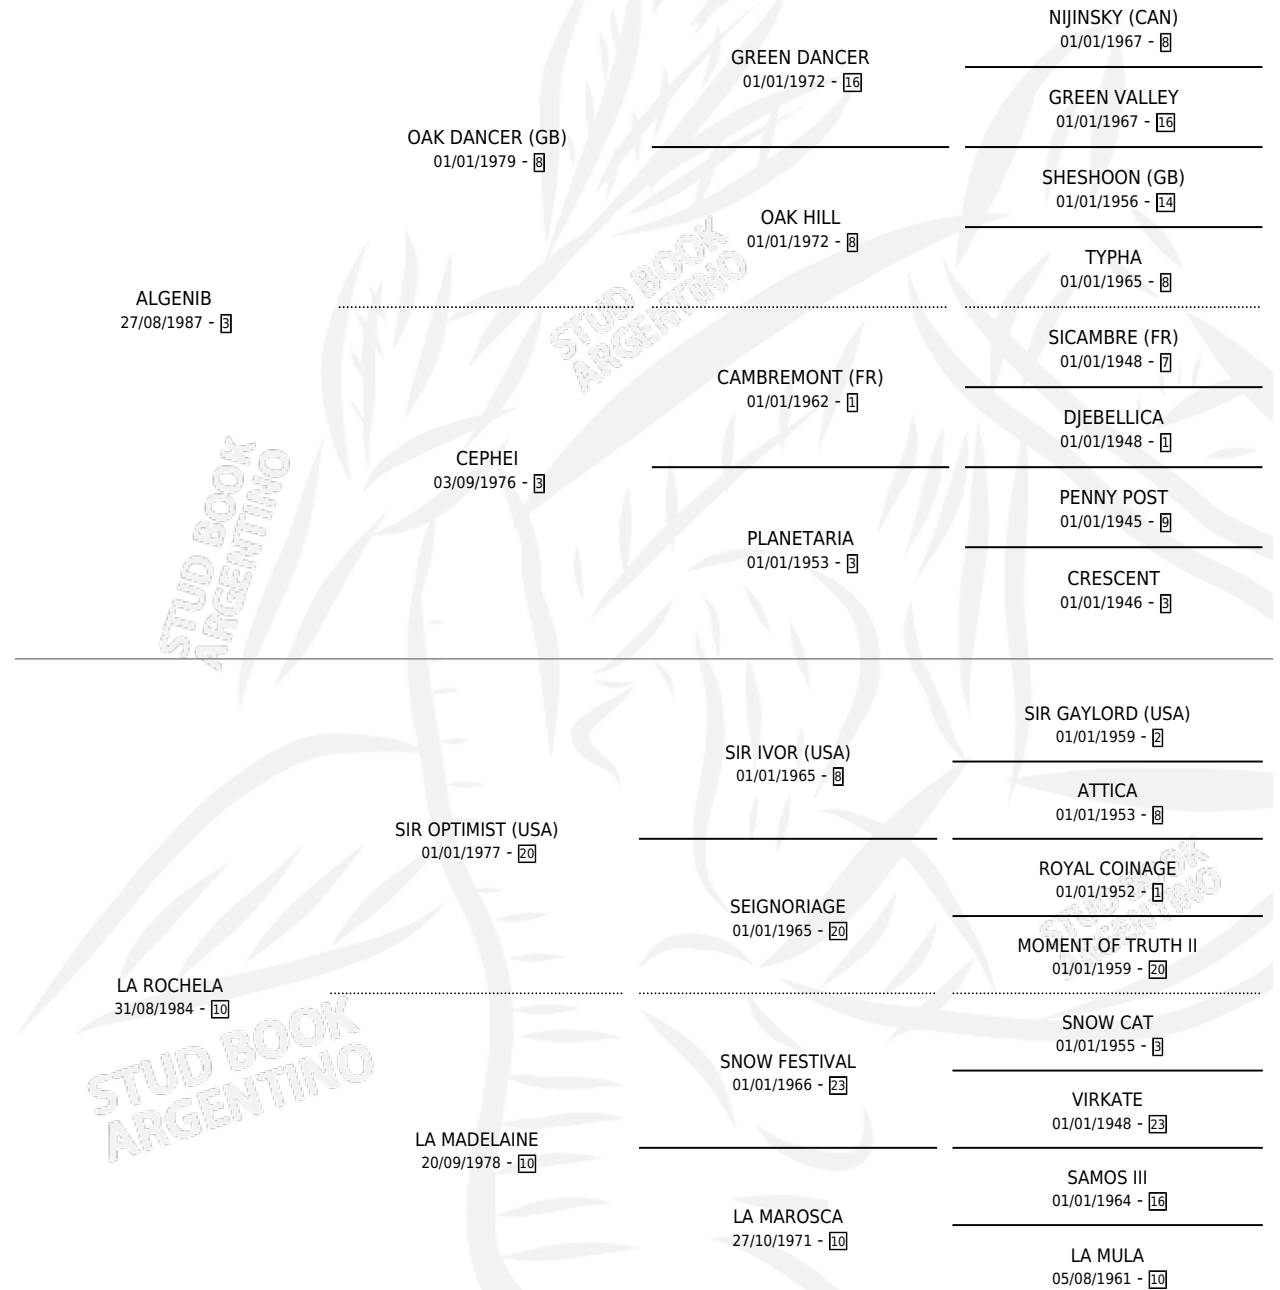 NIJINSKY (CAN)
01/01/1967 - 8
GREEN DANCER
01/01/1972 - 16
GREEN VALLEY
01/01/1967 - 16
OAK DANCER (GB)
01/01/1979 - 8
SHESHOON (GB)
01/01/1956 - 14
OAK HILL
01/01/1972 - 8
TYPHA
01/01/1965 - 8
ALGENIB
27/08/1987 - 3
SICAMBRE (FR)
01/01/1948 - 7
CAMBREMONT (FR)
01/01/1962 - 1
DJEBELLICA
01/01/1948 - 1
CEPHEI
03/09/1976 - 3
PENNY POST
01/01/1945 - 9
PLANETARIA
01/01/1953 - 3
CRESCENT
01/01/1946 - 3
SIR GAYLORD (USA)
01/01/1959 - 2
SIR IVOR (USA)
01/01/1965 - 8
ATTICA
01/01/1953 - 8
SIR OPTIMIST (USA)
01/01/1977 - 20
ROYAL COINAGE
01/01/1952 - 1
SEIGNORIAGE
01/01/1965 - 20
MOMENT OF TRUTH II
01/01/1959 - 20
LA ROCHELA
31/08/1984 - 10
SNOW CAT
01/01/1955 - 3
SNOW FESTIVAL
01/01/1966 - 23
VIRKATE
01/01/1948 - 23
LA MADELAINE
20/09/1978 - 10
SAMOS III
01/01/1964 - 16
LA MAROSCA
27/10/1971 - 10
LA MULA
05/08/1961 - 10
STUD BOOK
ARGENTINO
STUD BOOK
ARGENTINO
STUD BOOK
ARGENTINO
STUD BOOK
ARGENTINO